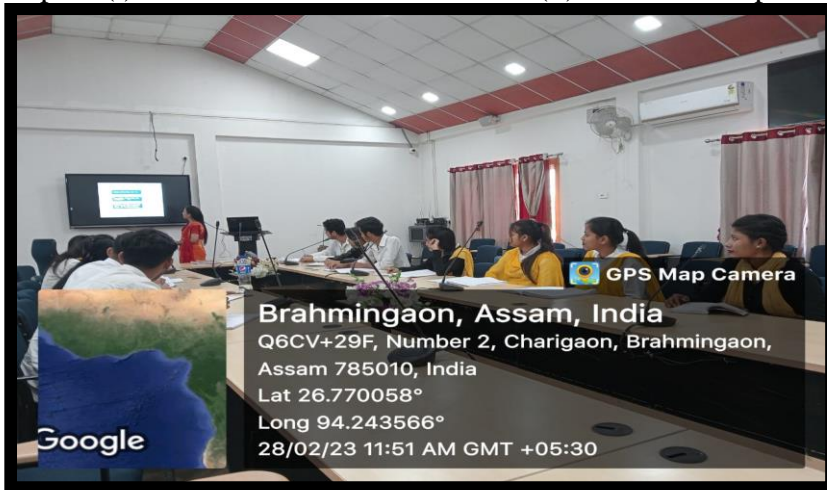 GPS Map Camera
Brahmingaon, Assam, India
Q6CV+29F, Number 2, Charigaon, Brahmingaon,
Assam 785010, India
Lat 26.770058°
Long 94.243566°
28/02/23 11:51 AM GMT +05:30
Google